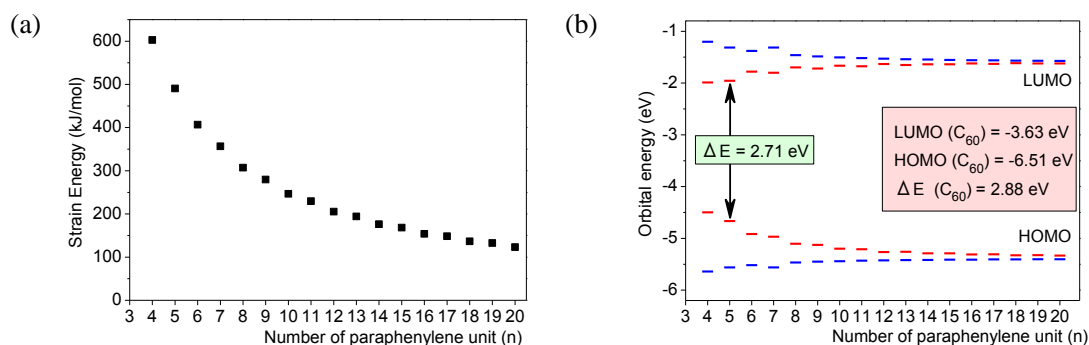 (a)
Strain Energy (kJ/mol)
600
500
400
300
200
100
0
3 4 5 6 7 8 9 10 11 12 13 14 15 16 17 18 19 20
Number of paraphenylene unit (n)
(b)
Orbital energy (eV)
-1
-2
-3
-4
-5
-6
LUMO
Δ E = 2.71 eV
LUMO (C₆₀) = -3.63 eV
HOMO (C₆₀) = -6.51 eV
Δ E (C₆₀) = 2.88 eV
HOMO
3 4 5 6 7 8 9 10 11 12 13 14 15 16 17 18 19 20
Number of paraphenylene unit (n)